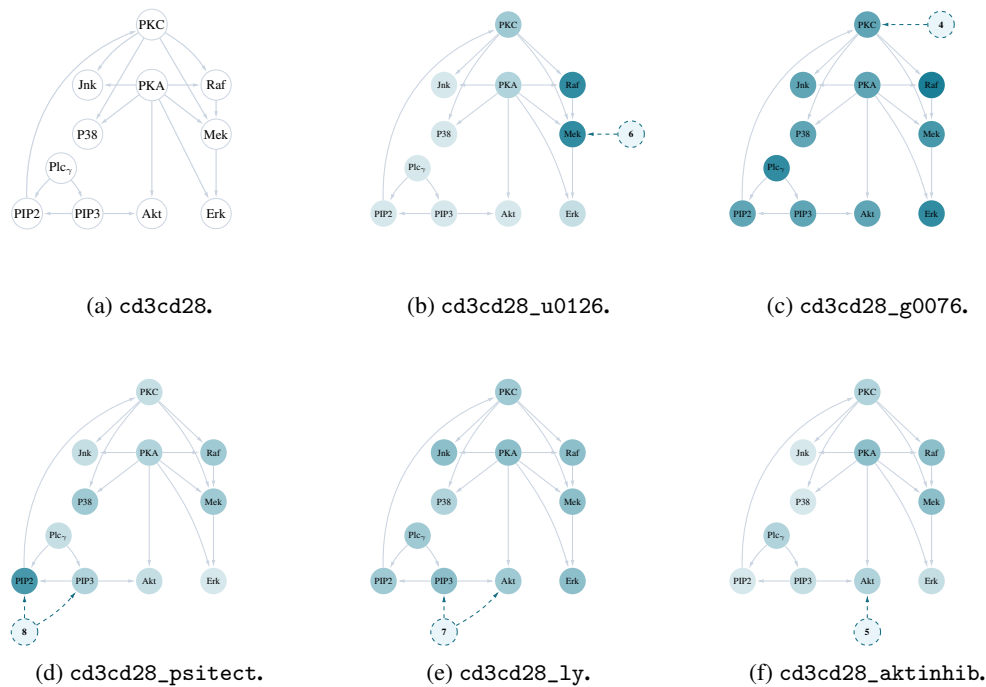 PKC
Jnk PKA Raf
P38 Mek
Plcγ
PIP2 PIP3 Akt Erk
(a) cd3cd28.
PKC
Jnk PKA Raf
P38 Mek 6
Plcγ
PIP2 PIP3 Akt Erk
(b) cd3cd28_u0126.
PKC 4
Jnk PKA Raf
P38 Mek
Plcγ
PIP2 PIP3 Akt Erk
(c) cd3cd28_g0076.
PKC
Jnk PKA Raf
P38 Mek
Plcγ
PIP2 PIP3 Akt Erk
8
(d) cd3cd28_psitect.
PKC
Jnk PKA Raf
P38 Mek
Plcγ
PIP2 PIP3 Akt Erk
7
(e) cd3cd28_ly.
PKC
Jnk PKA Raf
P38 Mek
Plcγ
PIP2 PIP3 Akt Erk
5
(f) cd3cd28_aktinhib.